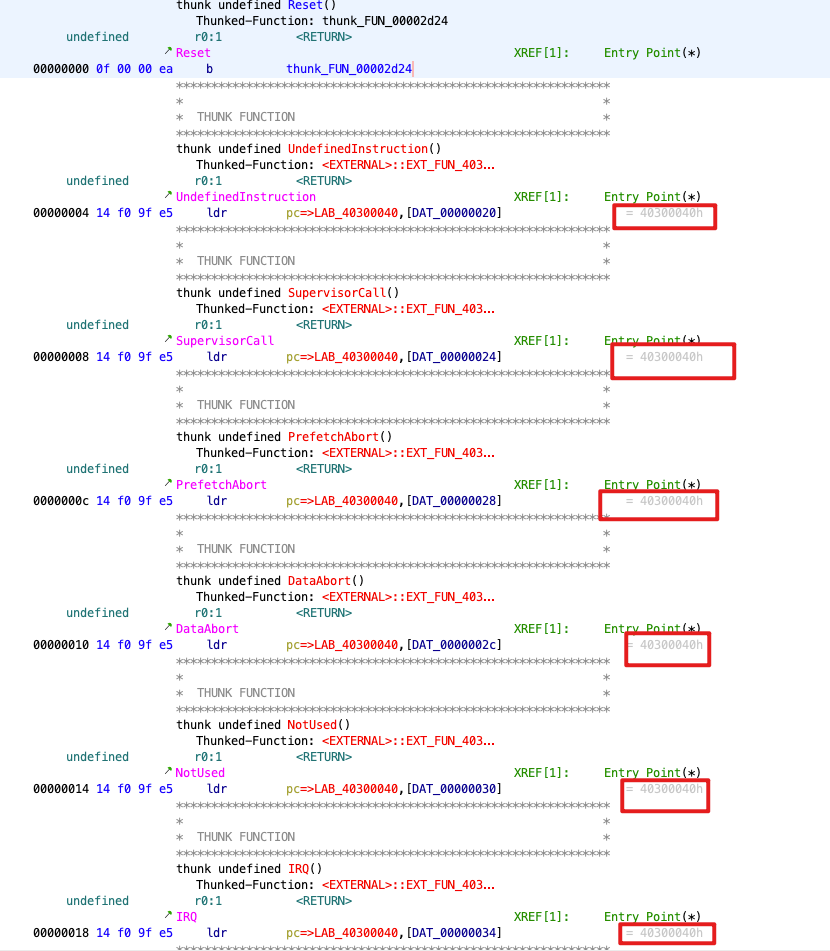 thunk undefined Reset()
Thunked-Function: thunk_FUN_00002d24
undefined r0:1 <RETURN>
Reset XREF[1]: Entry Point(*)
00000000 0f 00 00 ea b thunk_FUN_00002d24
**************************************************************
* *
* THUNK FUNCTION *
**************************************************************
thunk undefined UndefinedInstruction()
Thunked-Function: <EXTERNAL>::EXT_FUN_403...
undefined r0:1 <RETURN>
UndefinedInstruction XREF[1]: Entry Point(*)
00000004 14 f0 9f e5 ldr pc=>LAB_40300040,[DAT_00000020] = 40300040h
**************************************************************
* *
* THUNK FUNCTION *
**************************************************************
thunk undefined SupervisorCall()
Thunked-Function: <EXTERNAL>::EXT_FUN_403...
undefined r0:1 <RETURN>
SupervisorCall XREF[1]: Entry Point(*)
00000008 14 f0 9f e5 ldr pc=>LAB_40300040,[DAT_00000024] = 40300040h
**************************************************************
* *
* THUNK FUNCTION *
**************************************************************
thunk undefined PrefetchAbort()
Thunked-Function: <EXTERNAL>::EXT_FUN_403...
undefined r0:1 <RETURN>
PrefetchAbort XREF[1]: Entry Point(*)
0000000c 14 f0 9f e5 ldr pc=>LAB_40300040,[DAT_00000028] = 40300040h
**************************************************************
* *
* THUNK FUNCTION *
**************************************************************
thunk undefined DataAbort()
Thunked-Function: <EXTERNAL>::EXT_FUN_403...
undefined r0:1 <RETURN>
DataAbort XREF[1]: Entry Point(*)
00000010 14 f0 9f e5 ldr pc=>LAB_40300040,[DAT_0000002c] = 40300040h
**************************************************************
* *
* THUNK FUNCTION *
**************************************************************
thunk undefined NotUsed()
Thunked-Function: <EXTERNAL>::EXT_FUN_403...
undefined r0:1 <RETURN>
NotUsed XREF[1]: Entry Point(*)
00000014 14 f0 9f e5 ldr pc=>LAB_40300040,[DAT_00000030] = 40300040h
**************************************************************
* *
* THUNK FUNCTION *
**************************************************************
thunk undefined IRQ()
Thunked-Function: <EXTERNAL>::EXT_FUN_403...
undefined r0:1 <RETURN>
IRQ XREF[1]: Entry Point(*)
00000018 14 f0 9f e5 ldr pc=>LAB_40300040,[DAT_00000034] = 40300040h
**************************************************************